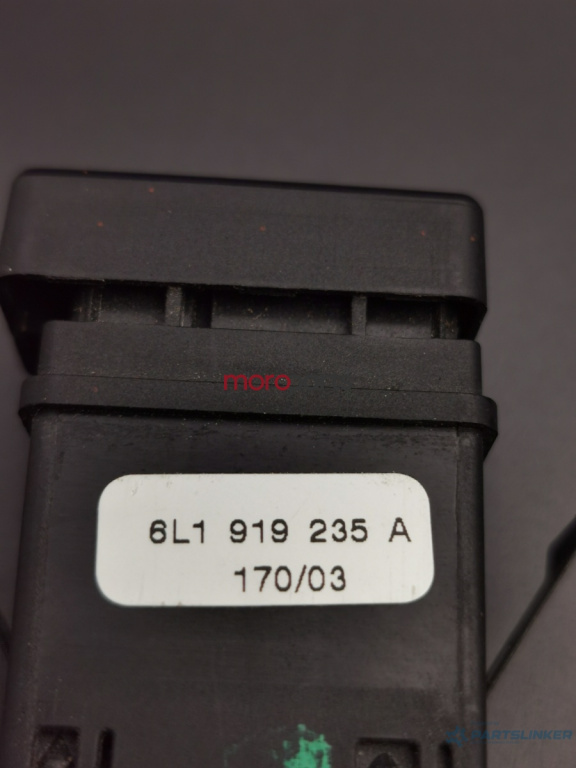 moro
6L1 919 235 A
170/03
PARTSLINKER